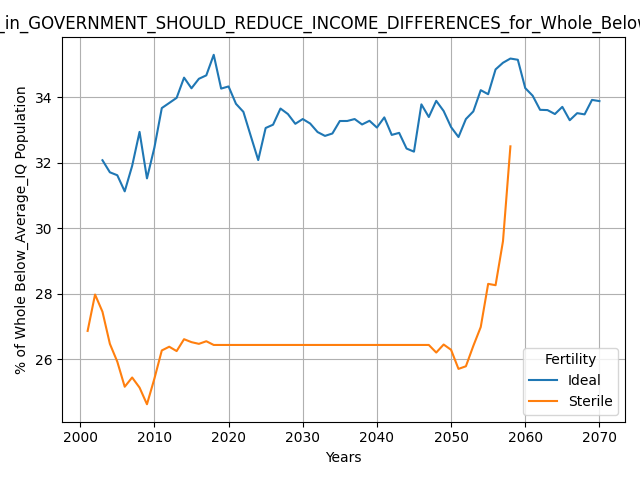 _in_GOVERNMENT_SHOULD_REDUCE_INCOME_DIFFERENCES_for_Whole_Below
% of Whole Below_Average_IQ Population
34
32
30
28
26
Fertility
Ideal
Sterile
2000 2010 2020 2030 2040 2050 2060 2070
Years